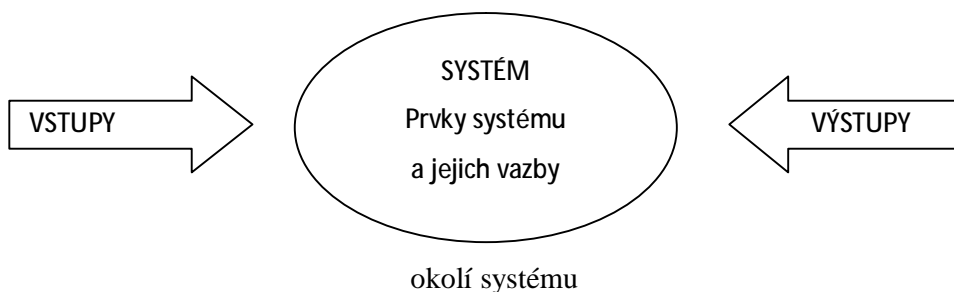 SYSTÉM
VSTUPY
Prvky systému
VÝSTUPY
a jejich vazby
okolí systému